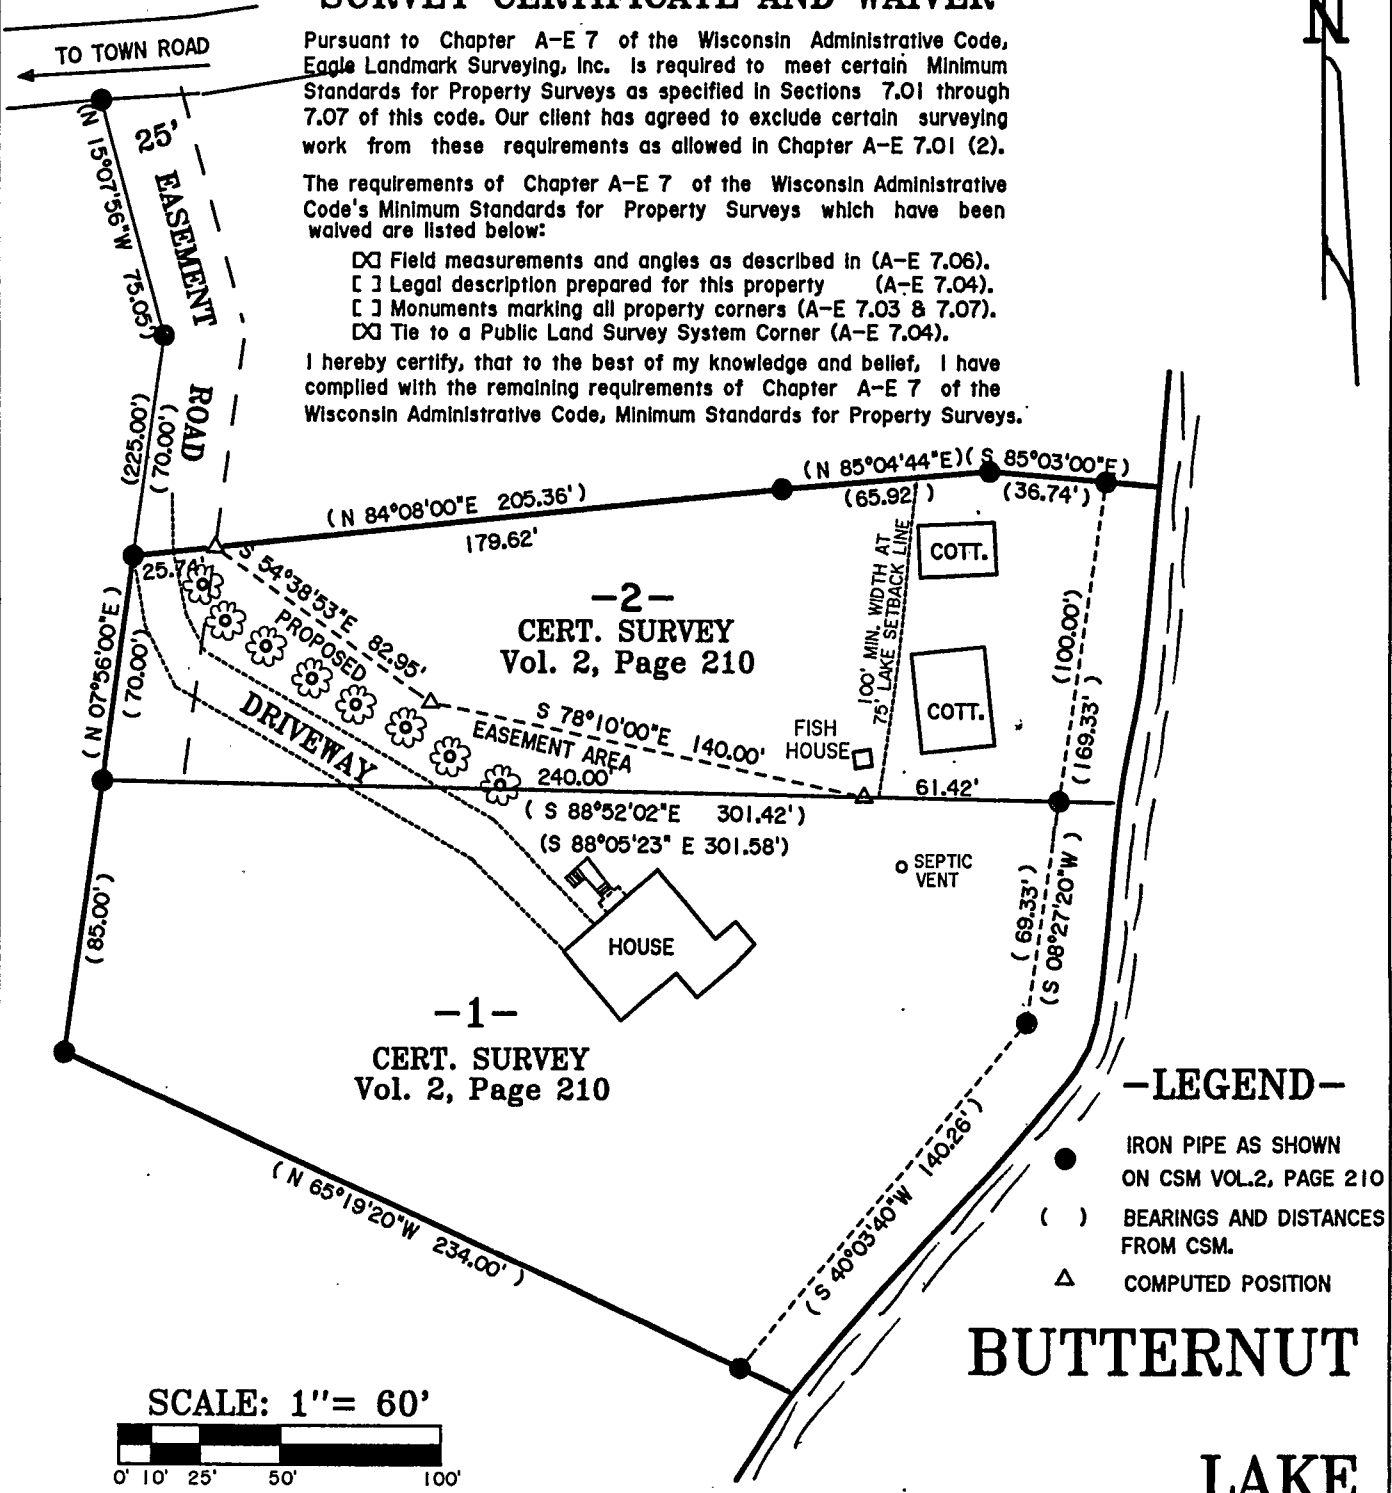 SURVEY CERTIFICATE AND WAIVER
N
TO TOWN ROAD
Pursuant to Chapter A-E 7 of the Wisconsin Administrative Code,
Eagle Landmark Surveying, Inc. is required to meet certain Minimum
Standards for Property Surveys as specified in Sections 7.01 through
7.07 of this code. Our client has agreed to exclude certain surveying
work from these requirements as allowed in Chapter A-E 7.01 (2).
The requirements of Chapter A-E 7 of the Wisconsin Administrative
Code's Minimum Standards for Property Surveys which have been
waived are listed below:
[X] Field measurements and angles as described in (A-E 7.06).
[ ] Legal description prepared for this property (A-E 7.04).
[ ] Monuments marking all property corners (A-E 7.03 & 7.07).
[X] Tie to a Public Land Survey System Corner (A-E 7.04).
I hereby certify, that to the best of my knowledge and belief, I have
complied with the remaining requirements of Chapter A-E 7 of the
Wisconsin Administrative Code, Minimum Standards for Property Surveys.
(N 15°07'56"W 75.05')
25' EASEMENT
ROAD
(225.00')
(70.00')
(N 84°08'00"E 205.36')
179.62'
(N 85°04'44"E)
(65.92')
(S 85°03'00"E)
(36.74')
25.74'
S 54°38'53"E 82.95'
PROPOSED
-2-
CERT. SURVEY
Vol. 2, Page 210
100' MIN. WIDTH AT
75' LAKE SETBACK LINE
COTT.
COTT.
(100.00')
(169.33')
(N 07°56'00"E)
(70.00')
DRIVEWAY
S 78°10'00"E 140.00'
EASEMENT AREA
FISH
HOUSE
240.00'
61.42'
(S 88°52'02"E 301.42')
(S 88°05'23" E 301.58')
SEPTIC
VENT
(85.00')
HOUSE
(69.33')
(S 08°27'20"W)
-1-
CERT. SURVEY
Vol. 2, Page 210
(N 65°19'20"W 234.00')
(S 40°03'40"W 140.26')
-LEGEND-
IRON PIPE AS SHOWN
ON CSM VOL.2, PAGE 210
( ) BEARINGS AND DISTANCES
FROM CSM.
COMPUTED POSITION
BUTTERNUT
LAKE
SCALE: 1"= 60'
0' 10' 25' 50' 100'